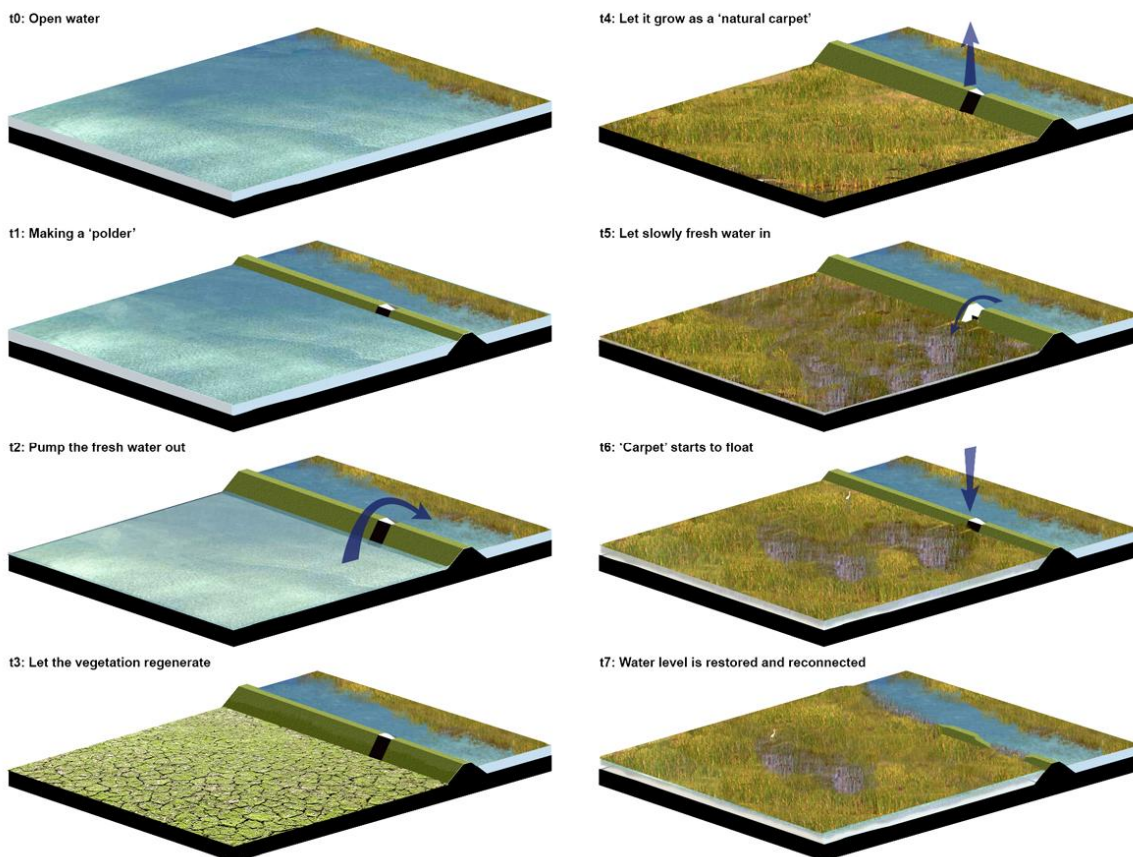 t0: Open water
t1: Making a ‘polder’
t2: Pump the fresh water out
t3: Let the vegetation regenerate
t4: Let it grow as a ‘natural carpet’
t5: Let slowly fresh water in
t6: ‘Carpet’ starts to float
t7: Water level is restored and reconnected